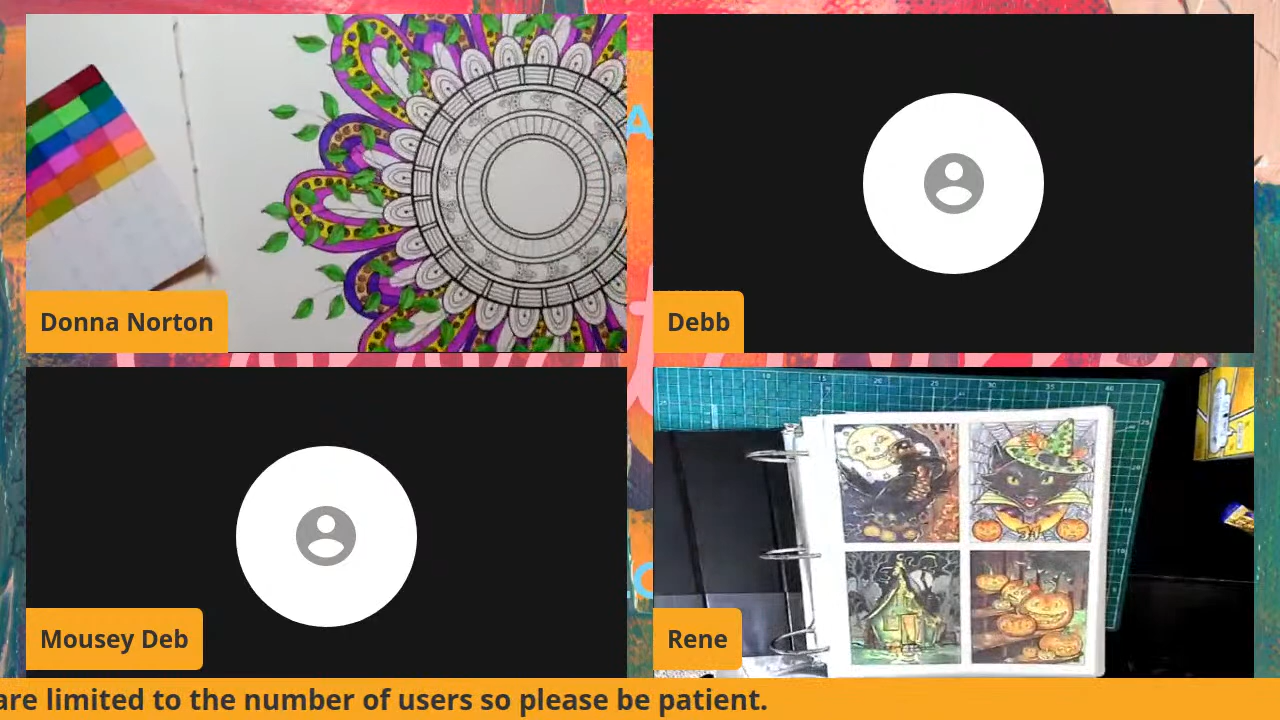 Donna Norton
Debb
Mousey Deb
Rene
are limited to the number of users so please be patient.